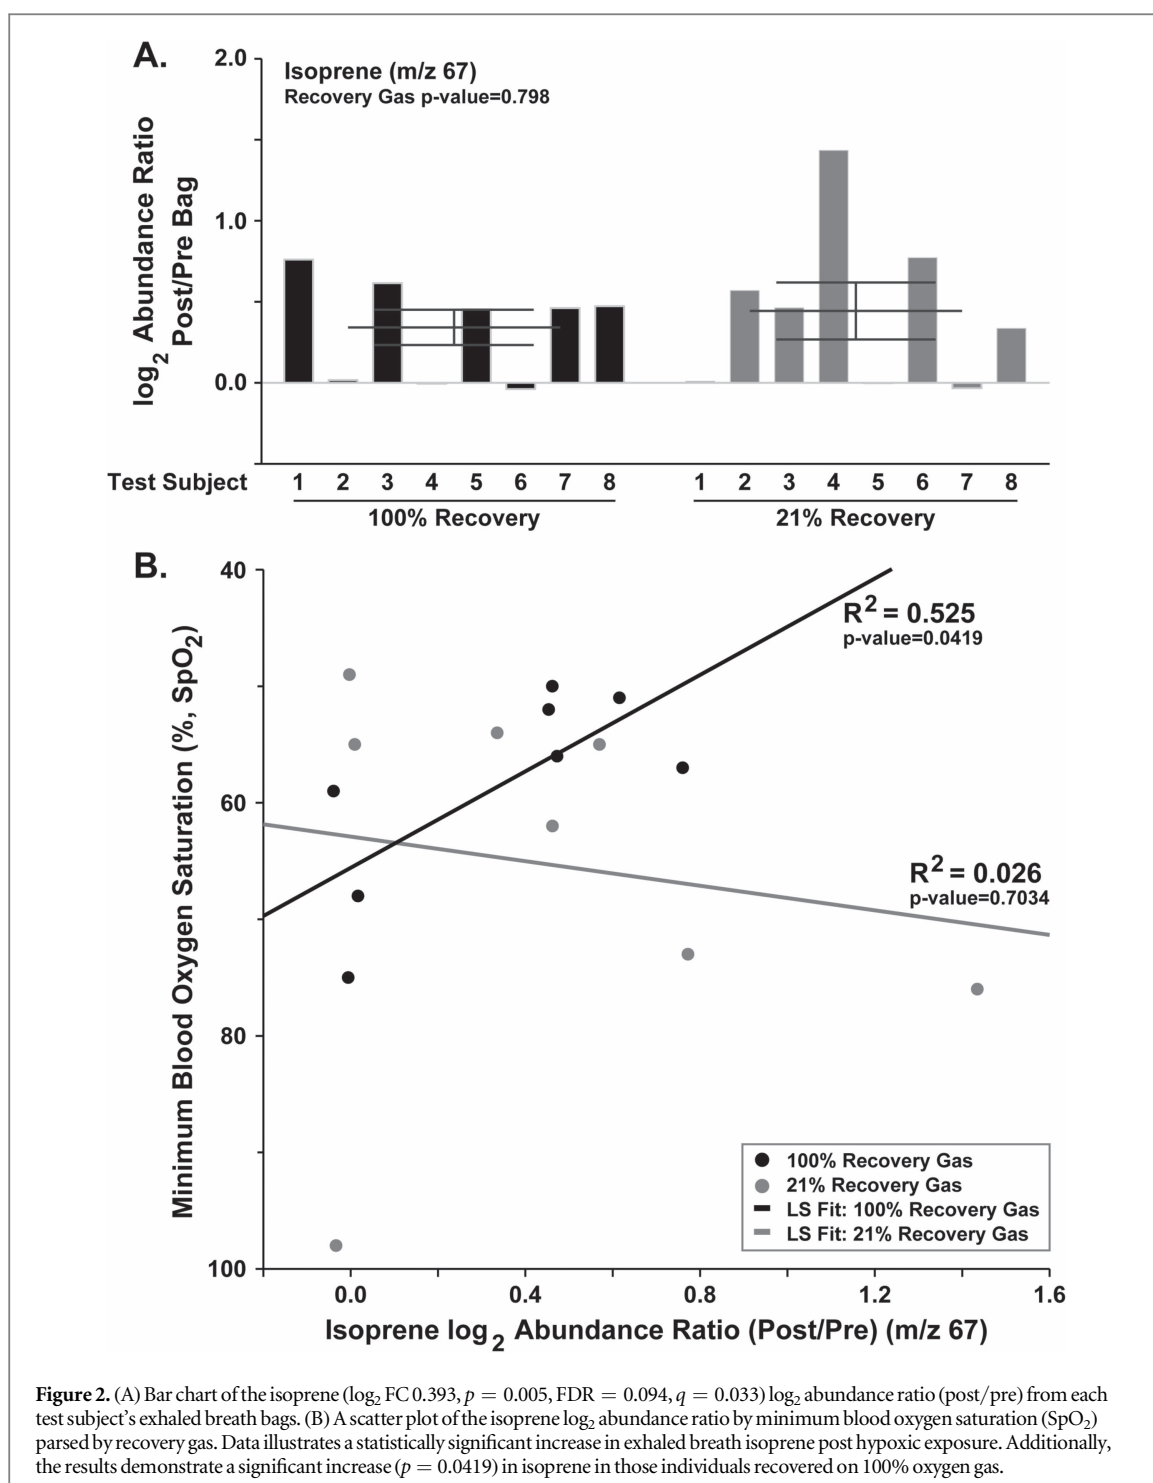 A.
2.0
Isoprene (m/z 67)
Recovery Gas p-value=0.798
log2 Abundance Ratio
Post/Pre Bag
1.0
0.0
Test Subject 1 2 3 4 5 6 7 8 1 2 3 4 5 6 7 8
100% Recovery 21% Recovery
B.
40
R2 = 0.525
p-value=0.0419
Minimum Blood Oxygen Saturation (%, SpO2)
60
R2 = 0.026
p-value=0.7034
80
100% Recovery Gas
21% Recovery Gas
LS Fit: 100% Recovery Gas
LS Fit: 21% Recovery Gas
100
0.0 0.4 0.8 1.2 1.6
Isoprene log2 Abundance Ratio (Post/Pre) (m/z 67)
Figure 2. (A) Bar chart of the isoprene (log2 FC 0.393, p = 0.005, FDR = 0.094, q = 0.033) log2 abundance ratio (post/pre) from each
test subject's exhaled breath bags. (B) A scatter plot of the isoprene log2 abundance ratio by minimum blood oxygen saturation (SpO2)
parsed by recovery gas. Data illustrates a statistically significant increase in exhaled breath isoprene post hypoxic exposure. Additionally,
the results demonstrate a significant increase (p = 0.0419) in isoprene in those individuals recovered on 100% oxygen gas.